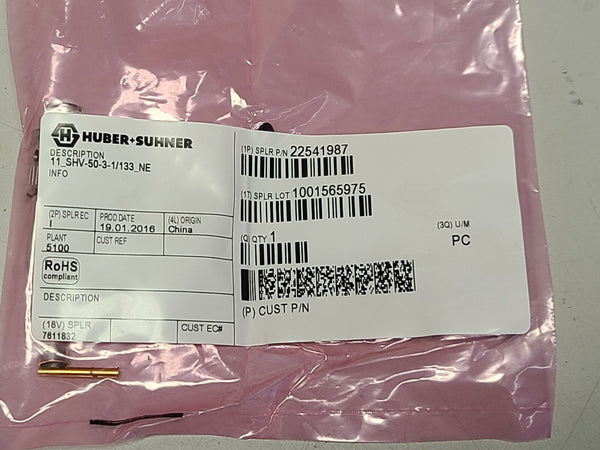 HUBER+SUHNER
DESCRIPTION
11_SHV-50-3-1/133_NE
INFO
(2P) SPLR EC
I
PROD DATE
19.01.2016
(4L) ORIGIN
China
PLANT
5100
CUST REF
RoHS
compliant
DESCRIPTION
(18V) SPLR
7611832
CUST EC#
(1P) SPLR P/N 22541987
(1T) SPLR LOT 1001565975
(Q) QTY 1
(3Q) U/M
PC
(P) CUST P/N